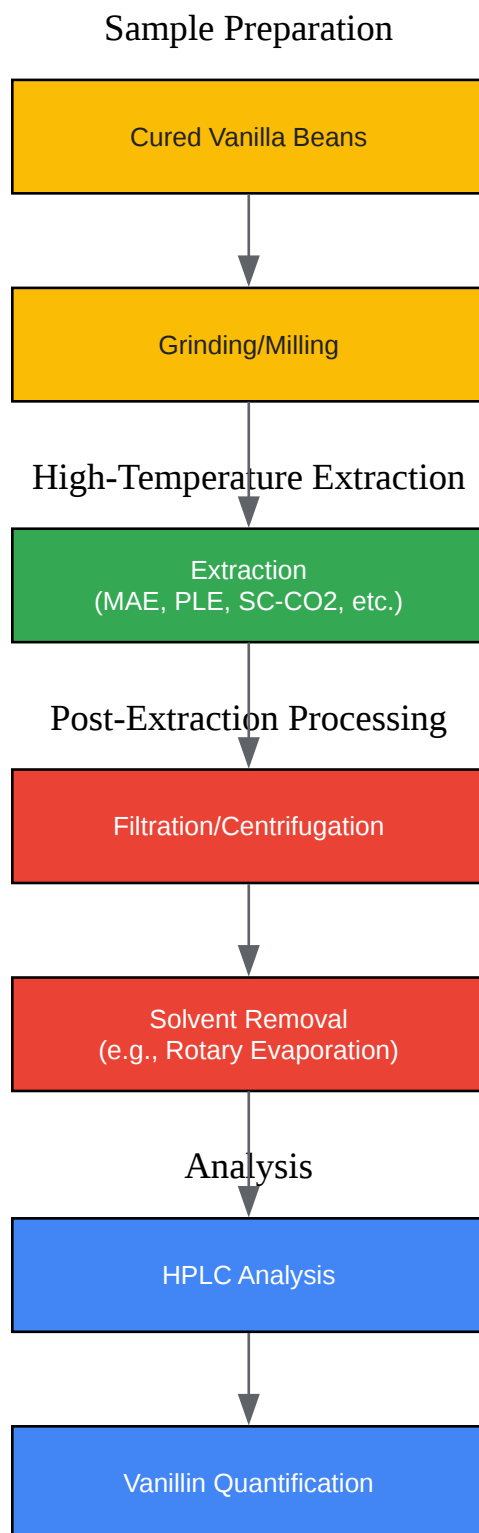 Sample Preparation
Cured Vanilla Beans
Grinding/Milling
High-Temperature Extraction
Extraction
(MAE, PLE, SC-CO2, etc.)
Post-Extraction Processing
Filtration/Centrifugation
Solvent Removal
(e.g., Rotary Evaporation)
Analysis
HPLC Analysis
Vanillin Quantification